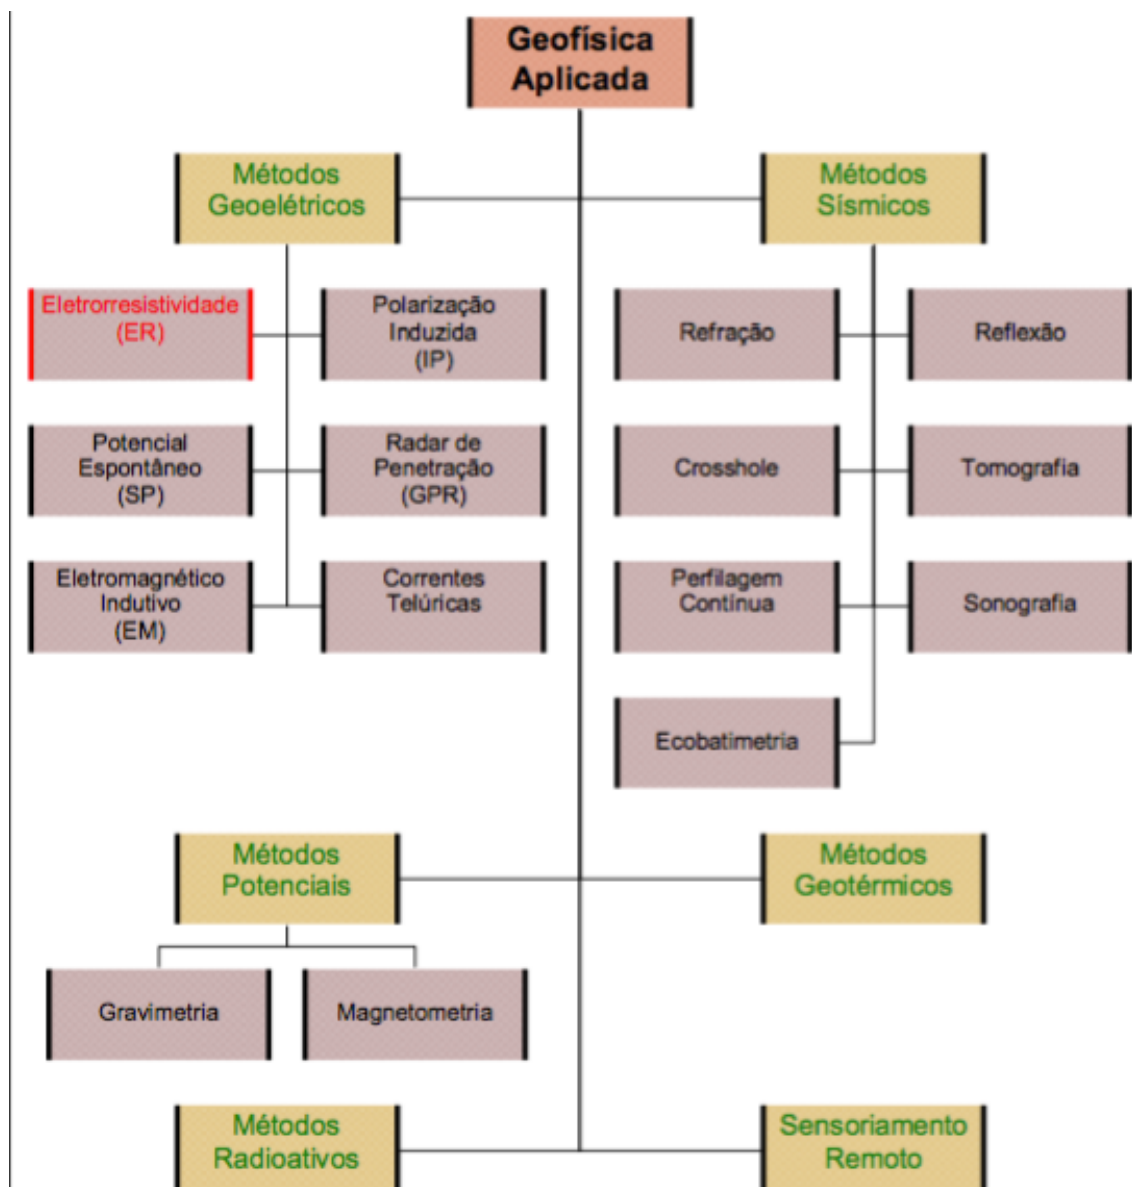 Geofísica
Aplicada
Métodos
Geoelétricos
Métodos
Sísmicos
Eletrorresistividade
(ER)
Polarização
Induzida
(IP)
Refração
Reflexão
Potencial
Espontâneo
(SP)
Radar de
Penetração
(GPR)
Crosshole
Tomografia
Eletromagnético
Indutivo
(EM)
Correntes
Telúricas
Perfilagem
Contínua
Sonografia
Ecobatimetria
Métodos
Potenciais
Métodos
Geotérmicos
Gravimetria
Magnetometria
Métodos
Radioativos
Sensoriamento
Remoto